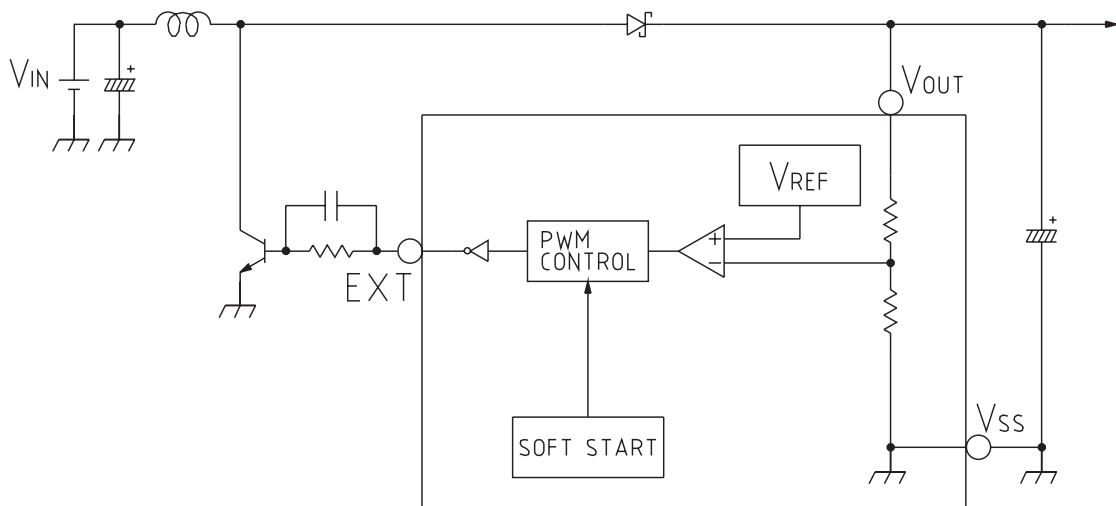 VIN
+
VOUT
VREF
+
−
PWM
CONTROL
EXT
+
SOFT START
VSS